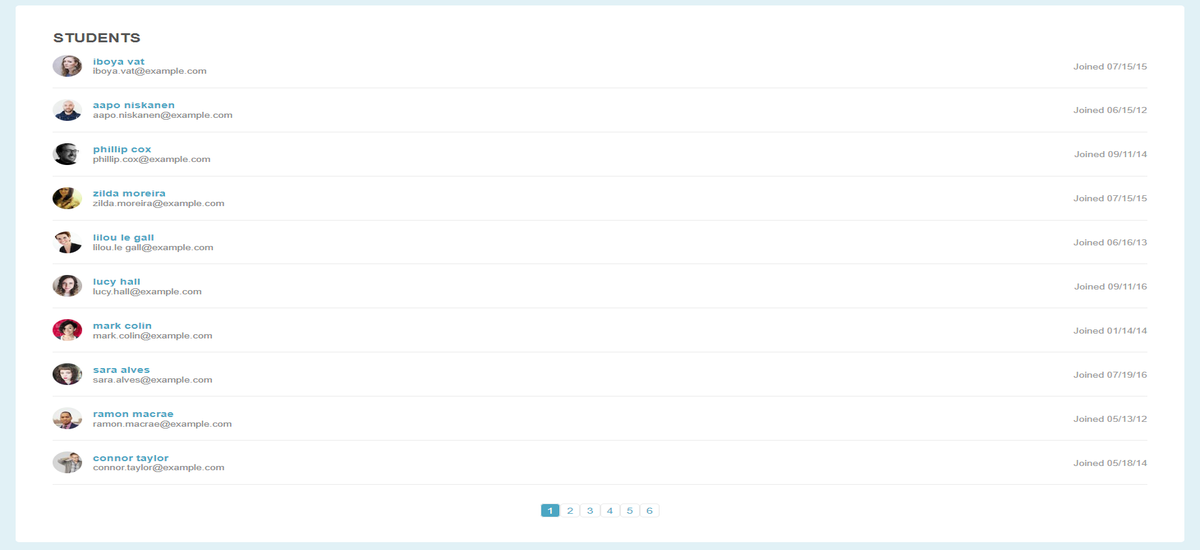 STUDENTS
iboya vat
iboya.vat@example.com
Joined 07/15/15
aapo niskanen
aapo.niskanen@example.com
Joined 06/15/12
phillip cox
phillip.cox@example.com
Joined 09/11/14
zilda moreira
zilda.moreira@example.com
Joined 07/15/15
lilou le gall
lilou.le gall@example.com
Joined 06/16/13
lucy hall
lucy.hall@example.com
Joined 09/11/16
mark colin
mark.colin@example.com
Joined 01/14/14
sara alves
sara.alves@example.com
Joined 07/19/16
ramon macrae
ramon.macrae@example.com
Joined 05/13/12
connor taylor
connor.taylor@example.com
Joined 05/18/14
1 2 3 4 5 6